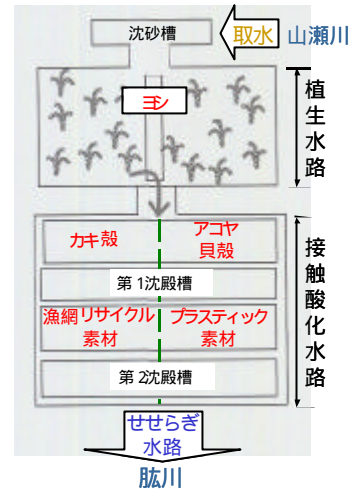 沈砂槽
取水
山瀬川
ヨシ
植生水路
カキ殻
アコヤ
貝殻
第1沈殿槽
接触酸化水路
漁網リサイクル
素材
プラスティック
素材
第2沈殿槽
せせらぎ
水路
肱川